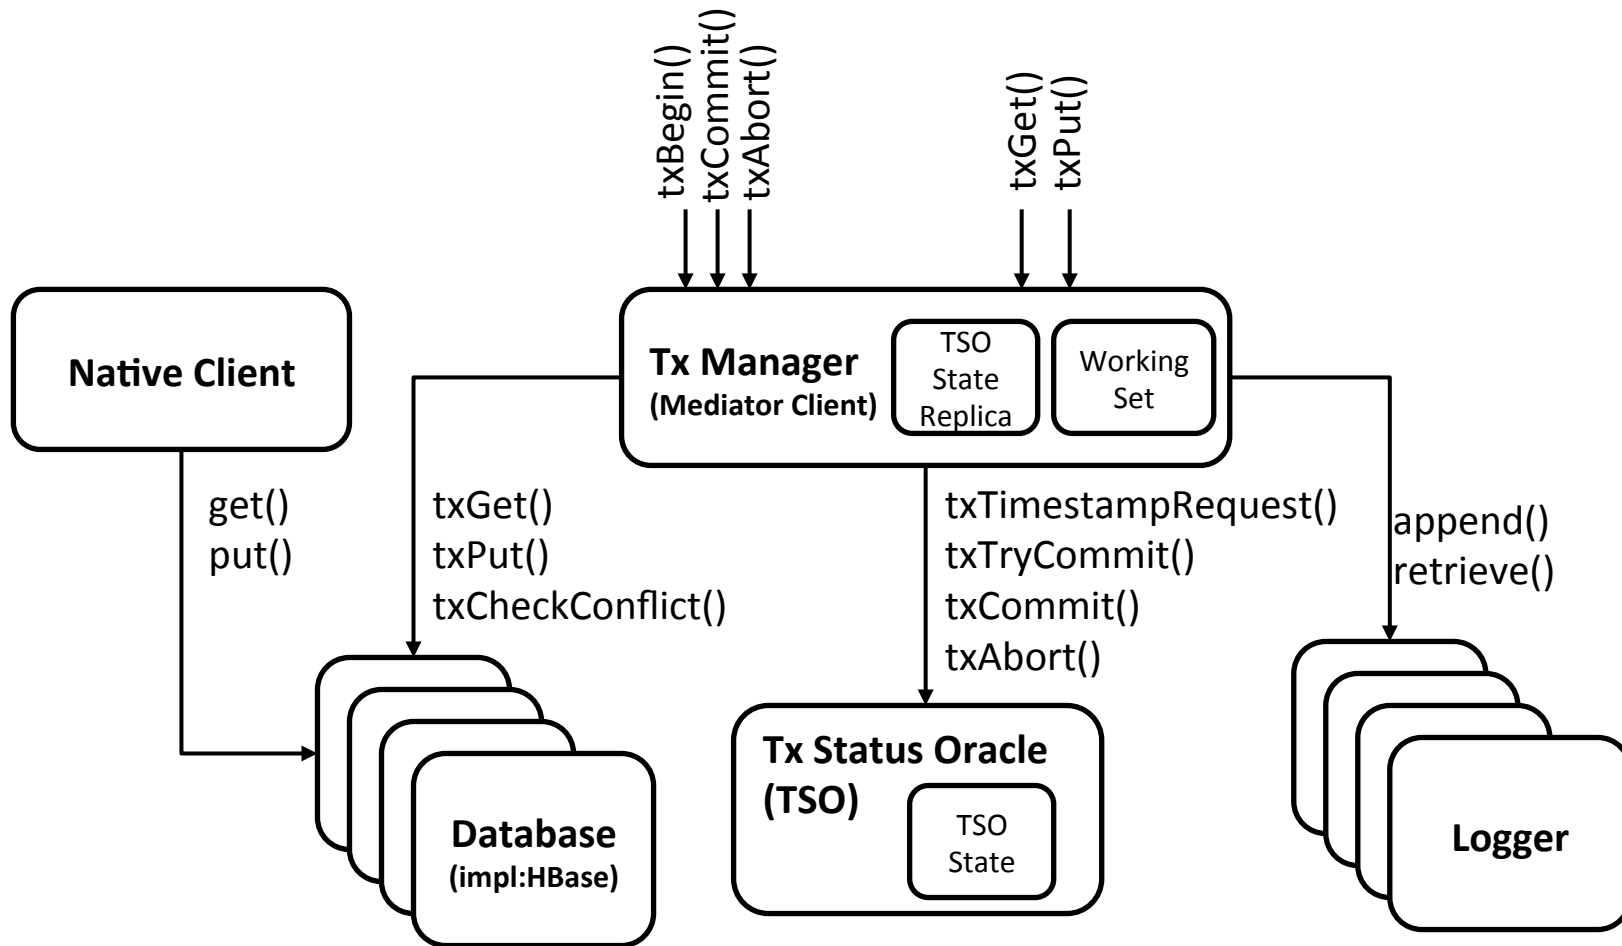 txBegin()
txCommit()
txAbort()
txGet()
txPut()
Native Client
Tx Manager
(Mediator Client)
TSO
State
Replica
Working
Set
get()
put()
txGet()
txPut()
txCheckConflict()
txTimestampRequest()
txTryCommit()
txCommit()
txAbort()
append()
retrieve()
Database
(impl:HBase)
Tx Status Oracle
(TSO)
TSO
State
Logger